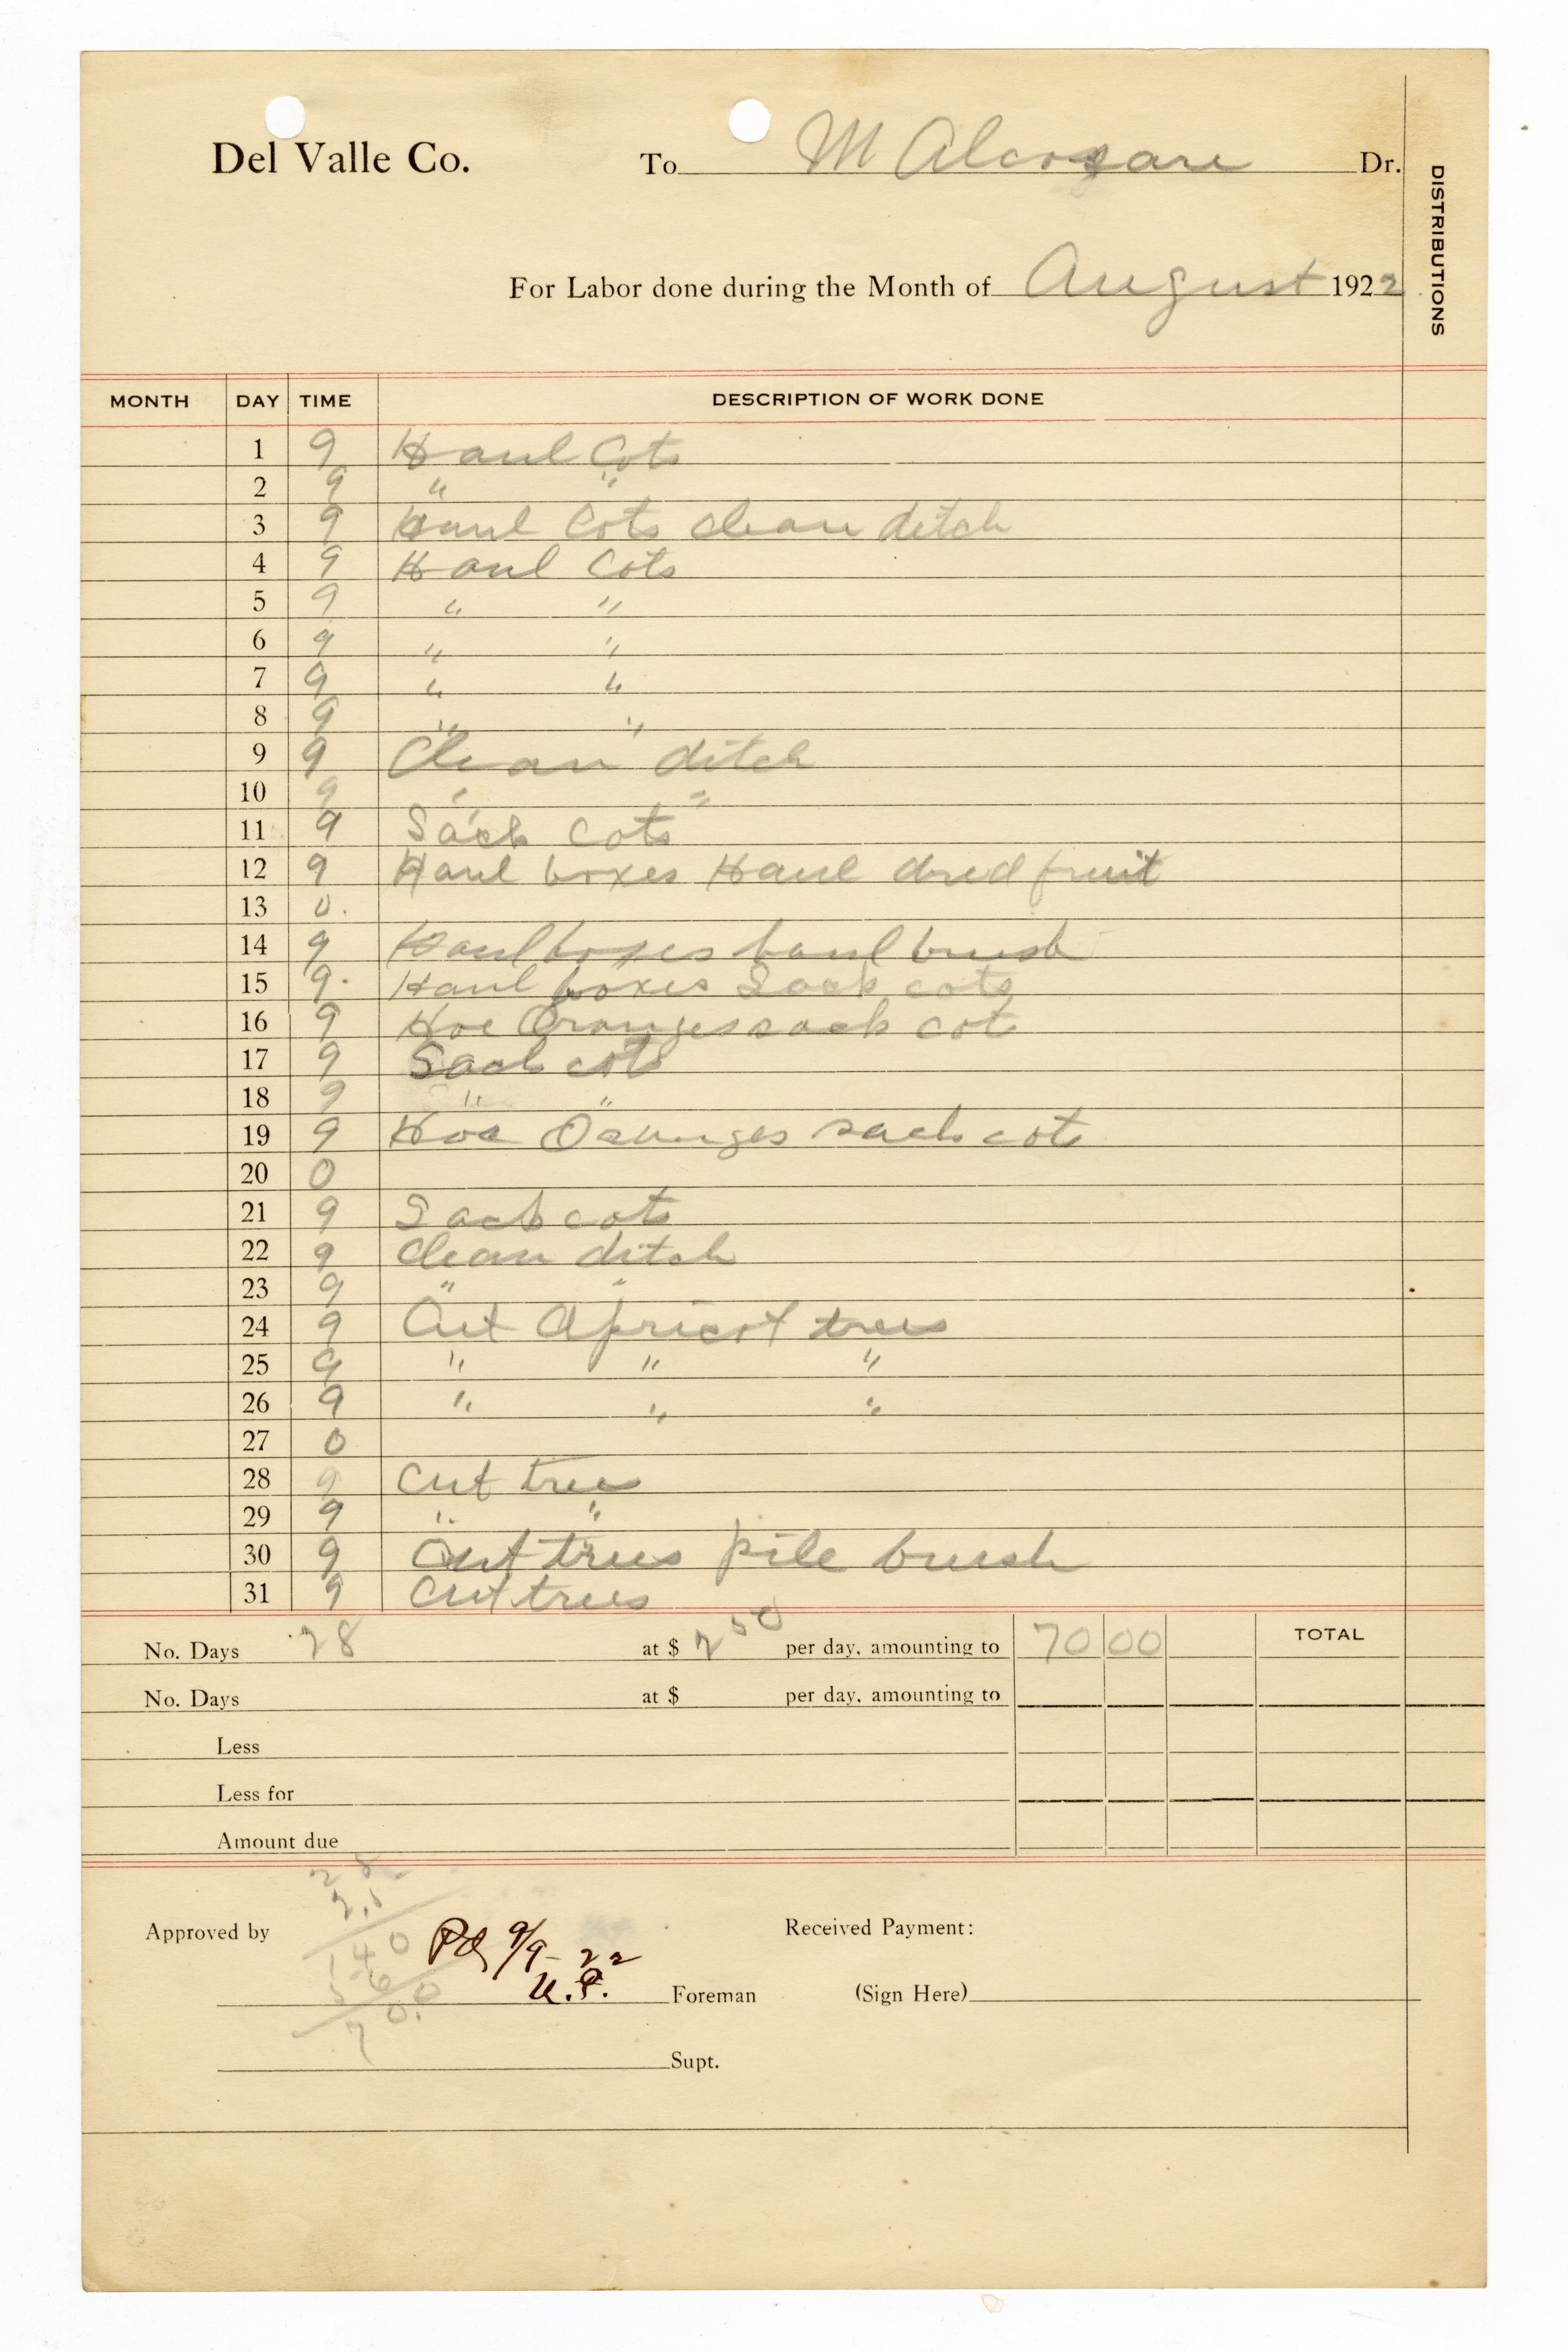 Del Valle Co. To M Dr.
DISTRIBUTIONS
For Labor done during the Month of August 1922
MONTH DAY TIME DESCRIPTION OF WORK DONE
1 9 Haul Cots
2 9 " "
3 9 Haul Cots clean ditch
4 9 Haul Cots
5 9 " "
6 9 " "
7 9 " "
8 9 " "
9 9 Clean ditch
10 9 " "
11 9 Sack Cots
12 9 Haul boxes Haul dried fruit
13 0.
14 9 Haul boxes haul brush
15 9 Haul boxes Sack cots
16 9 Hoe Oranges sack cot
17 9 Sack cots
18 9 " "
19 9 Hoe Oranges sack cots
20 0
21 9 Sack cots
22 9 Clean ditch
23 9 " "
24 9 Cut Apricot trees
25 9 " " "
26 9 " " "
27 0
28 9 Cut trees
29 9 " "
30 9 Cut trees pile brush
31 9 Cut trees
No. Days 28 at $ 2 50 per day, amounting to 70 00 TOTAL
No. Days at $ per day, amounting to
Less
Less for
Amount due
28
2.5
140
56
70.0
Approved by Pd 9/9-22 Received Payment:
U.P. Foreman (Sign Here)
Supt.